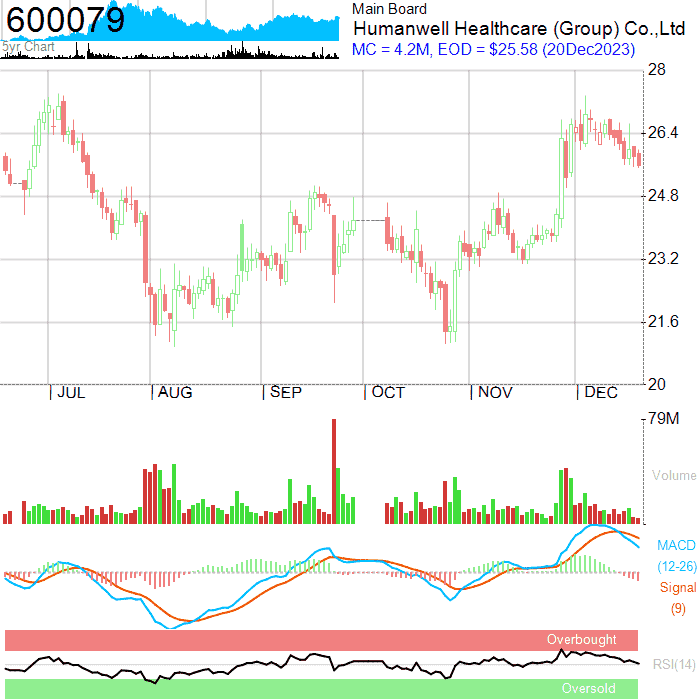 600079
5yr Chart
Main Board
Humanwell Healthcare (Group) Co.,Ltd
MC = 4.2M, EOD = $25.58 (20Dec2023)
28
26.4
24.8
23.2
21.6
20
JUL
AUG
SEP
OCT
NOV
DEC
79M
Volume
MACD
(12-26)
Signal
(9)
Overbought
RSI(14)
Oversold